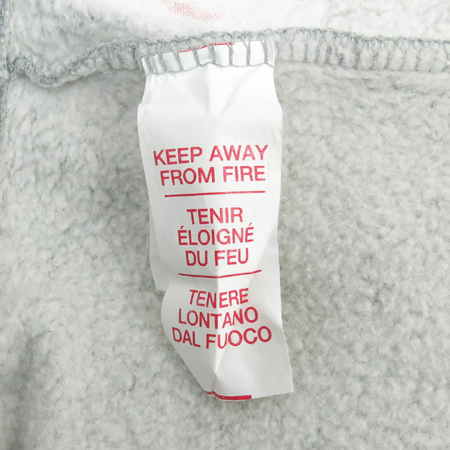 KEEP AWAY
FROM FIRE
TENIR
ÉLOIGNÉ
DU FEU
TENERE
LONTANO
DAL FUOCO